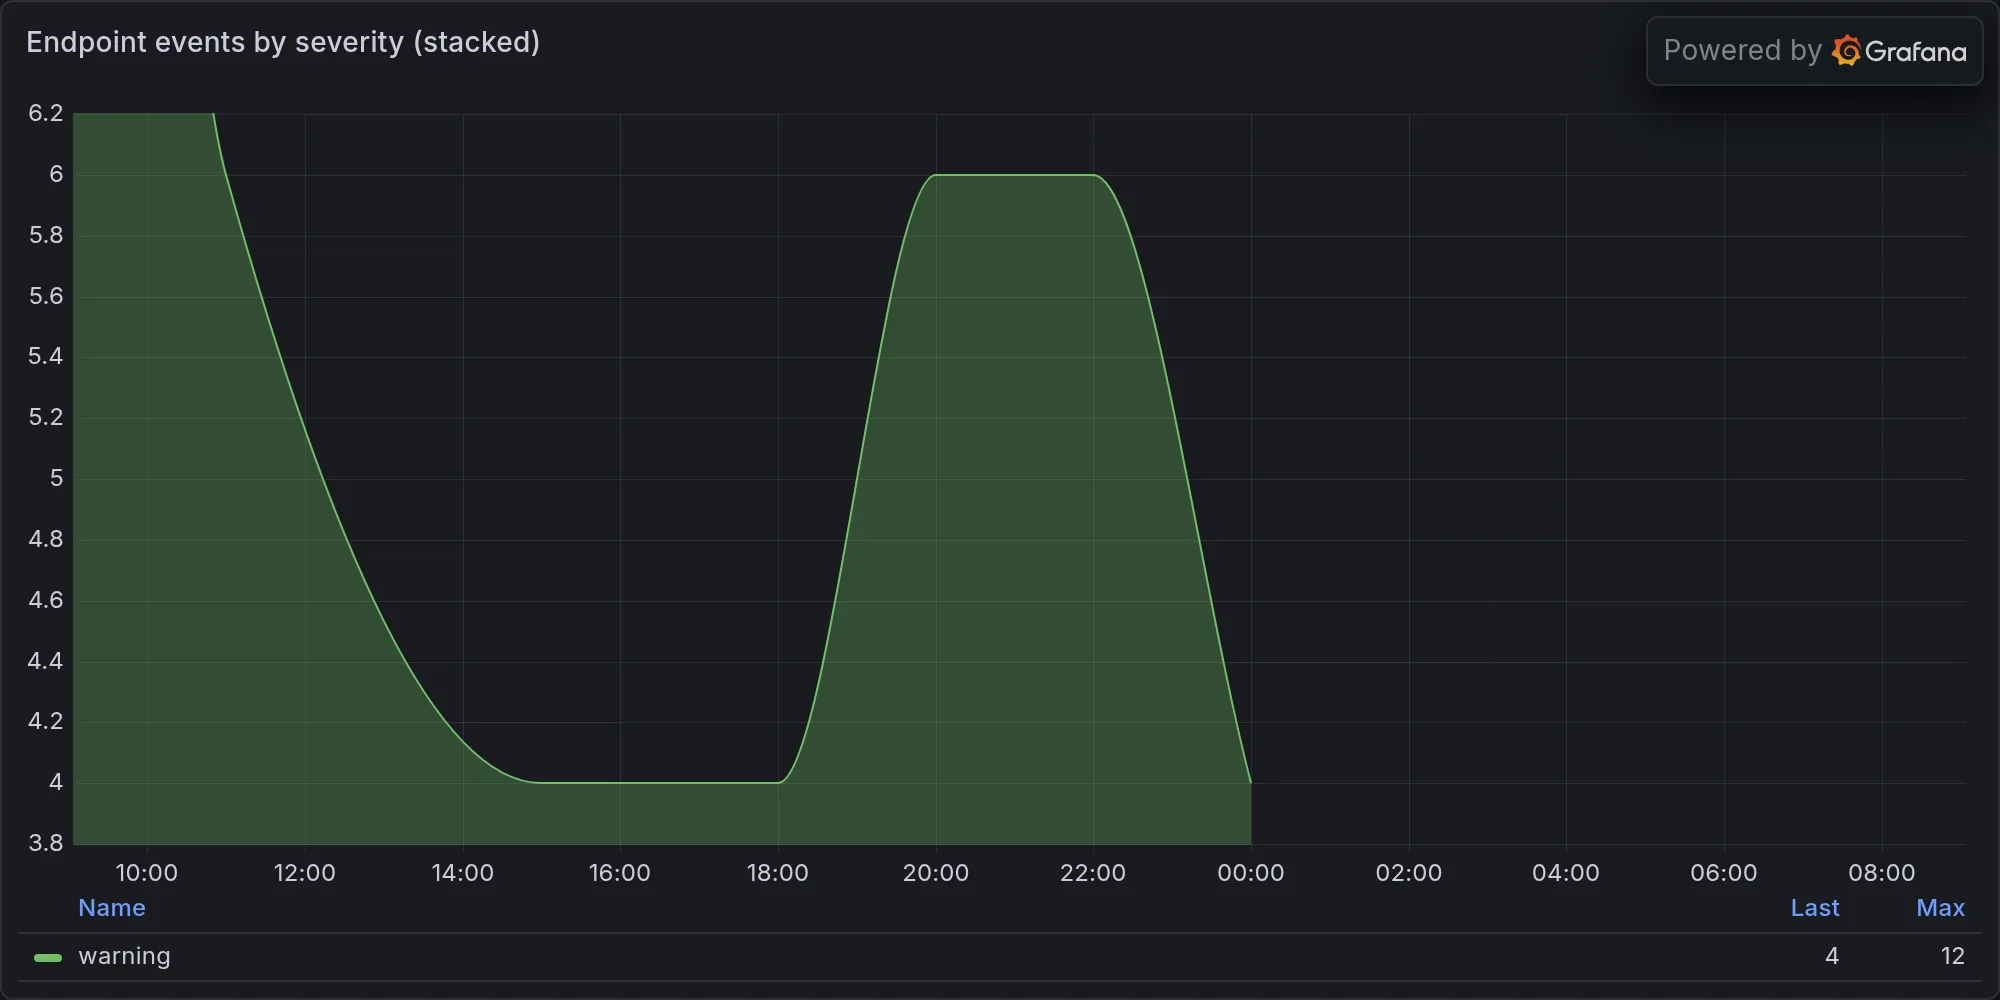 Endpoint events by severity (stacked)
Powered by Grafana
6.2
6
5.8
5.6
5.4
5.2
5
4.8
4.6
4.4
4.2
4
3.8
10:00 12:00 14:00 16:00 18:00 20:00 22:00 00:00 02:00 04:00 06:00 08:00
Name Last Max
warning 4 12